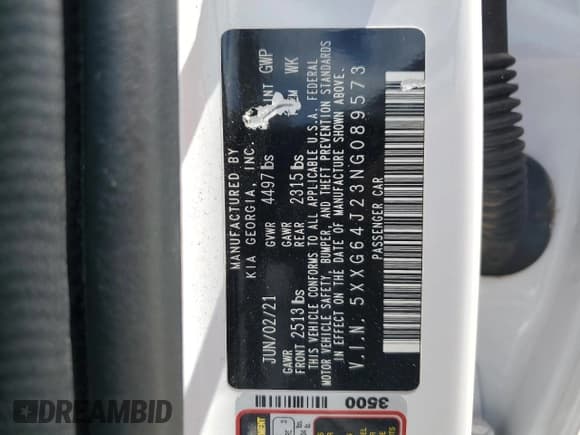 MANUFACTURED BY
KIA GEORGIA, INC.
JUN/02/21 GVWR 4497 lbs
GAWR GAWR
FRONT 2513 lbs REAR 2315 lbs
GWP
WK
THIS VEHICLE CONFORMS TO ALL APPLICABLE U.S.A. FEDERAL
MOTOR VEHICLE SAFETY, BUMPER, AND THEFT PREVENTION STANDARDS
IN EFFECT ON THE DATE OF MANUFACTURE SHOWN ABOVE.
V.I.N. 5XXG64J23NG089573
PASSENGER CAR
3500
DREAMBID